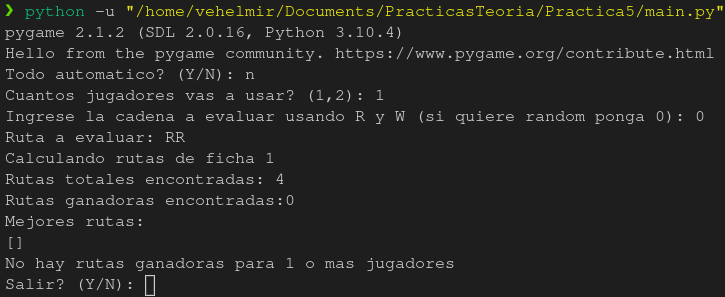 ❯ python -u "/home/vehelmir/Documents/PracticasTeoria/Practica5/main.py"
pygame 2.1.2 (SDL 2.0.16, Python 3.10.4)
Hello from the pygame community. https://www.pygame.org/contribute.html
Todo automatico? (Y/N): n
Cuantos jugadores vas a usar? (1,2): 1
Ingrese la cadena a evaluar usando R y W (si quiere random ponga 0): 0
Ruta a evaluar: RR
Calculando rutas de ficha 1
Rutas totales encontradas: 4
Rutas ganadoras encontradas:0
Mejores rutas:
[]
No hay rutas ganadoras para 1 o mas jugadores
Salir? (Y/N):